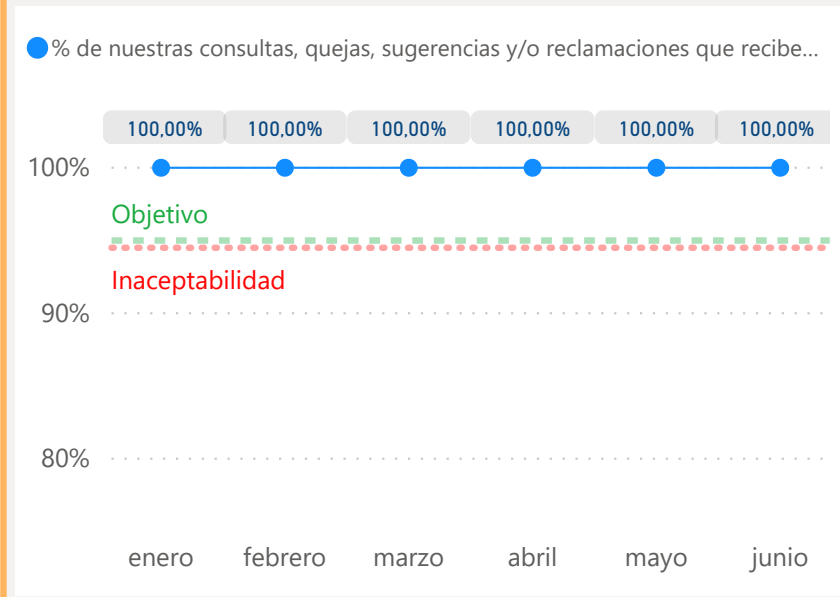 % de nuestras consultas, quejas, sugerencias y/o reclamaciones que recibe...
100,00% 100,00% 100,00% 100,00% 100,00% 100,00%
100%
Objetivo
Inaceptabilidad
90%
80%
enero febrero marzo abril mayo junio